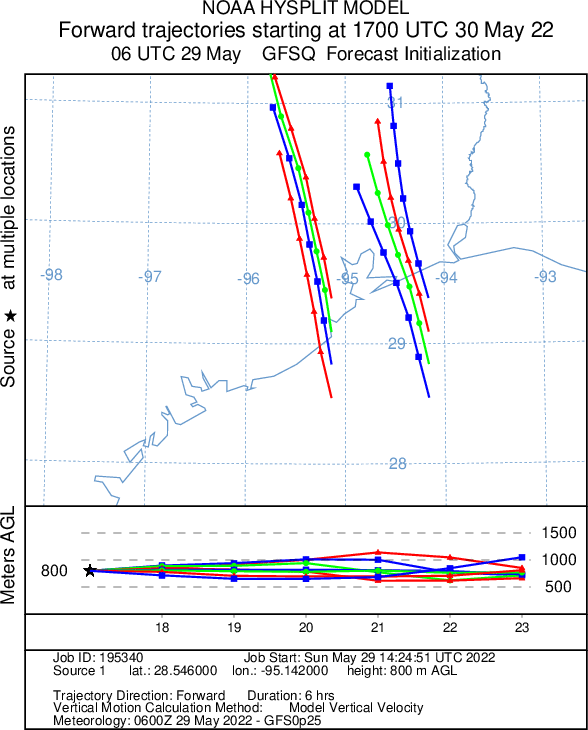 NOAA HYSPLIT MODEL
Forward trajectories starting at 1700 UTC 30 May 22
06 UTC 29 May GFSQ Forecast Initialization
Source ★ at multiple locations
31
30
-98 -97 -96 -95 -94 -93
29
28
Meters AGL
1500
1000
500
800
18 19 20 21 22 23
Job ID: 195340 Job Start: Sun May 29 14:24:51 UTC 2022
Source 1 lat.: 28.546000 lon.: -95.142000 height: 800 m AGL
Trajectory Direction: Forward Duration: 6 hrs
Vertical Motion Calculation Method: Model Vertical Velocity
Meteorology: 0600Z 29 May 2022 - GFS0p25